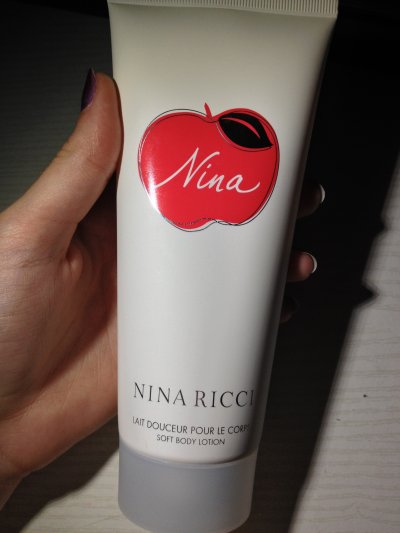 Nina
NINA RICCI
LAIT DOUCEUR POUR LE CORPS
SOFT BODY LOTION